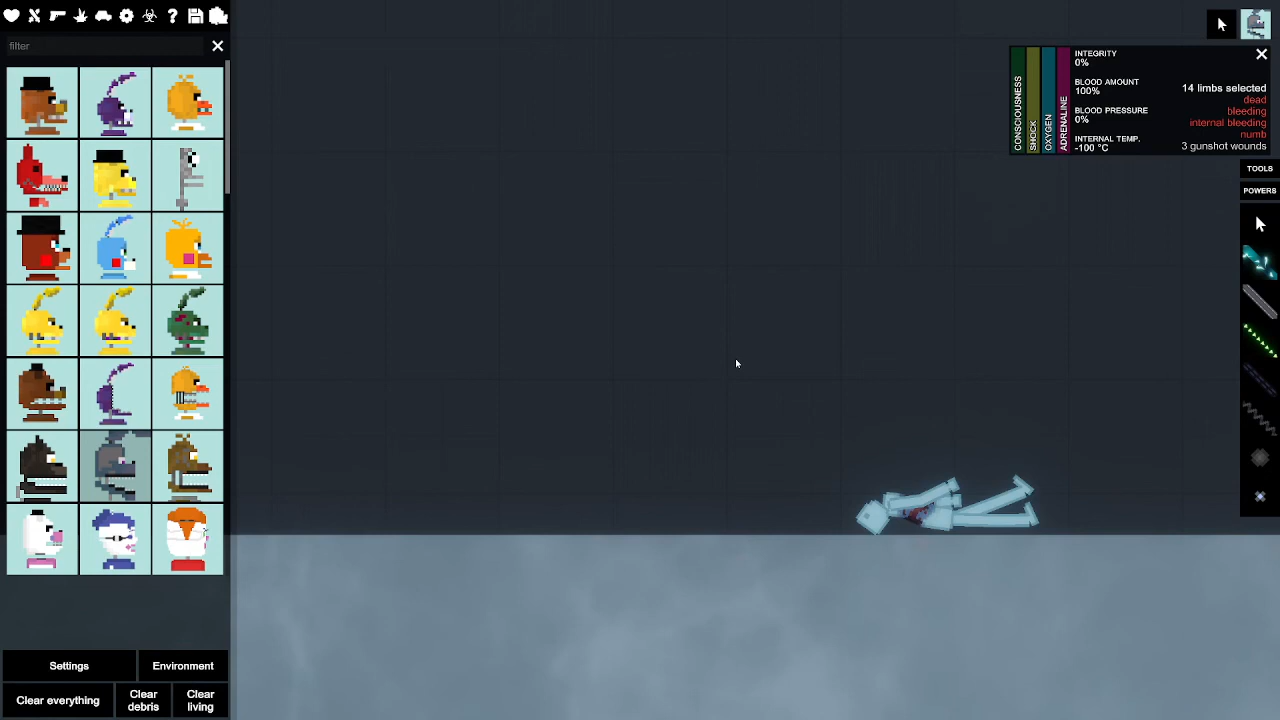 filter
INTEGRITY
0%
BLOOD AMOUNT
100%
BLOOD PRESSURE
0%
INTERNAL TEMP.
-100 °C
CONSCIOUSNESS
SHOCK
OXYGEN
ADRENALINE
14 limbs selected
dead
bleeding
internal bleeding
numb
3 gunshot wounds
TOOLS
POWERS
Settings
Environment
Clear everything
Clear
debris
Clear
living